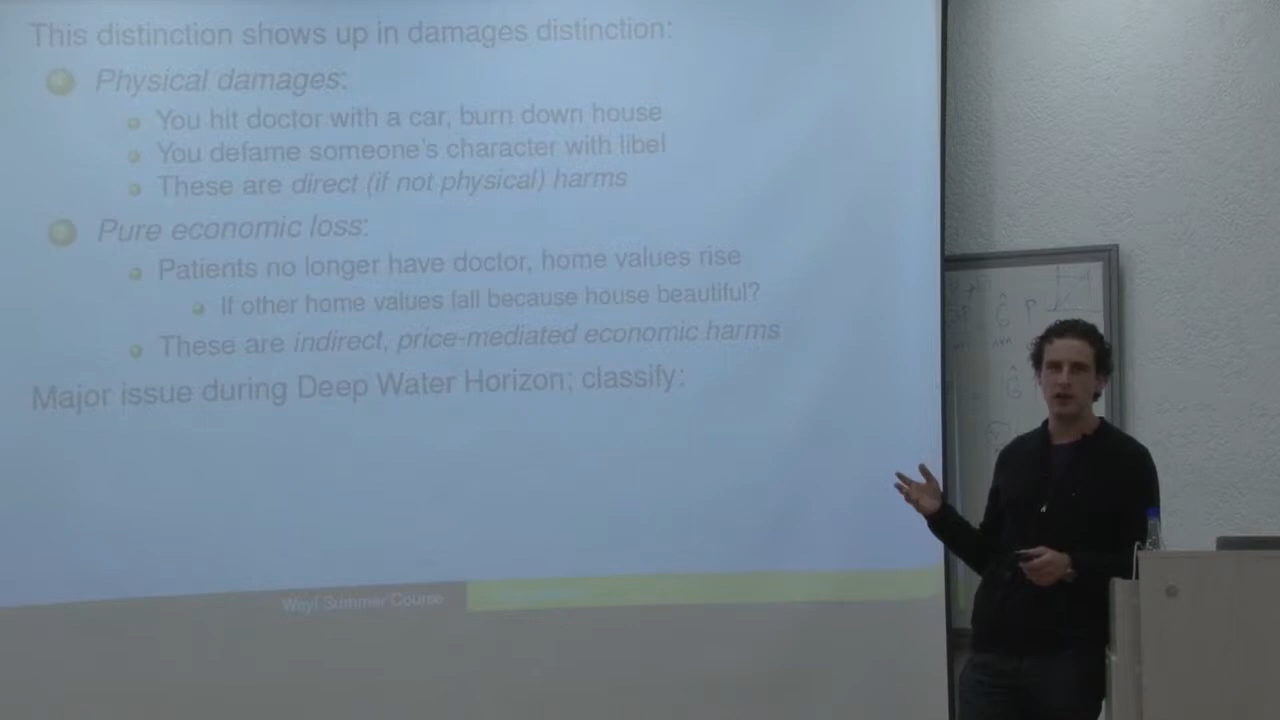 This distinction shows up in damages distinction:
Physical damages:
You hit doctor with a car, burn down house
You defame someone's character with libel
These are direct (if not physical) harms
Pure economic loss:
Patients no longer have doctor, home values rise
If other home values fall because house beautiful?
These are indirect, price-mediated economic harms
Major issue during Deep Water Horizon; classify:
Weyl Summer Course